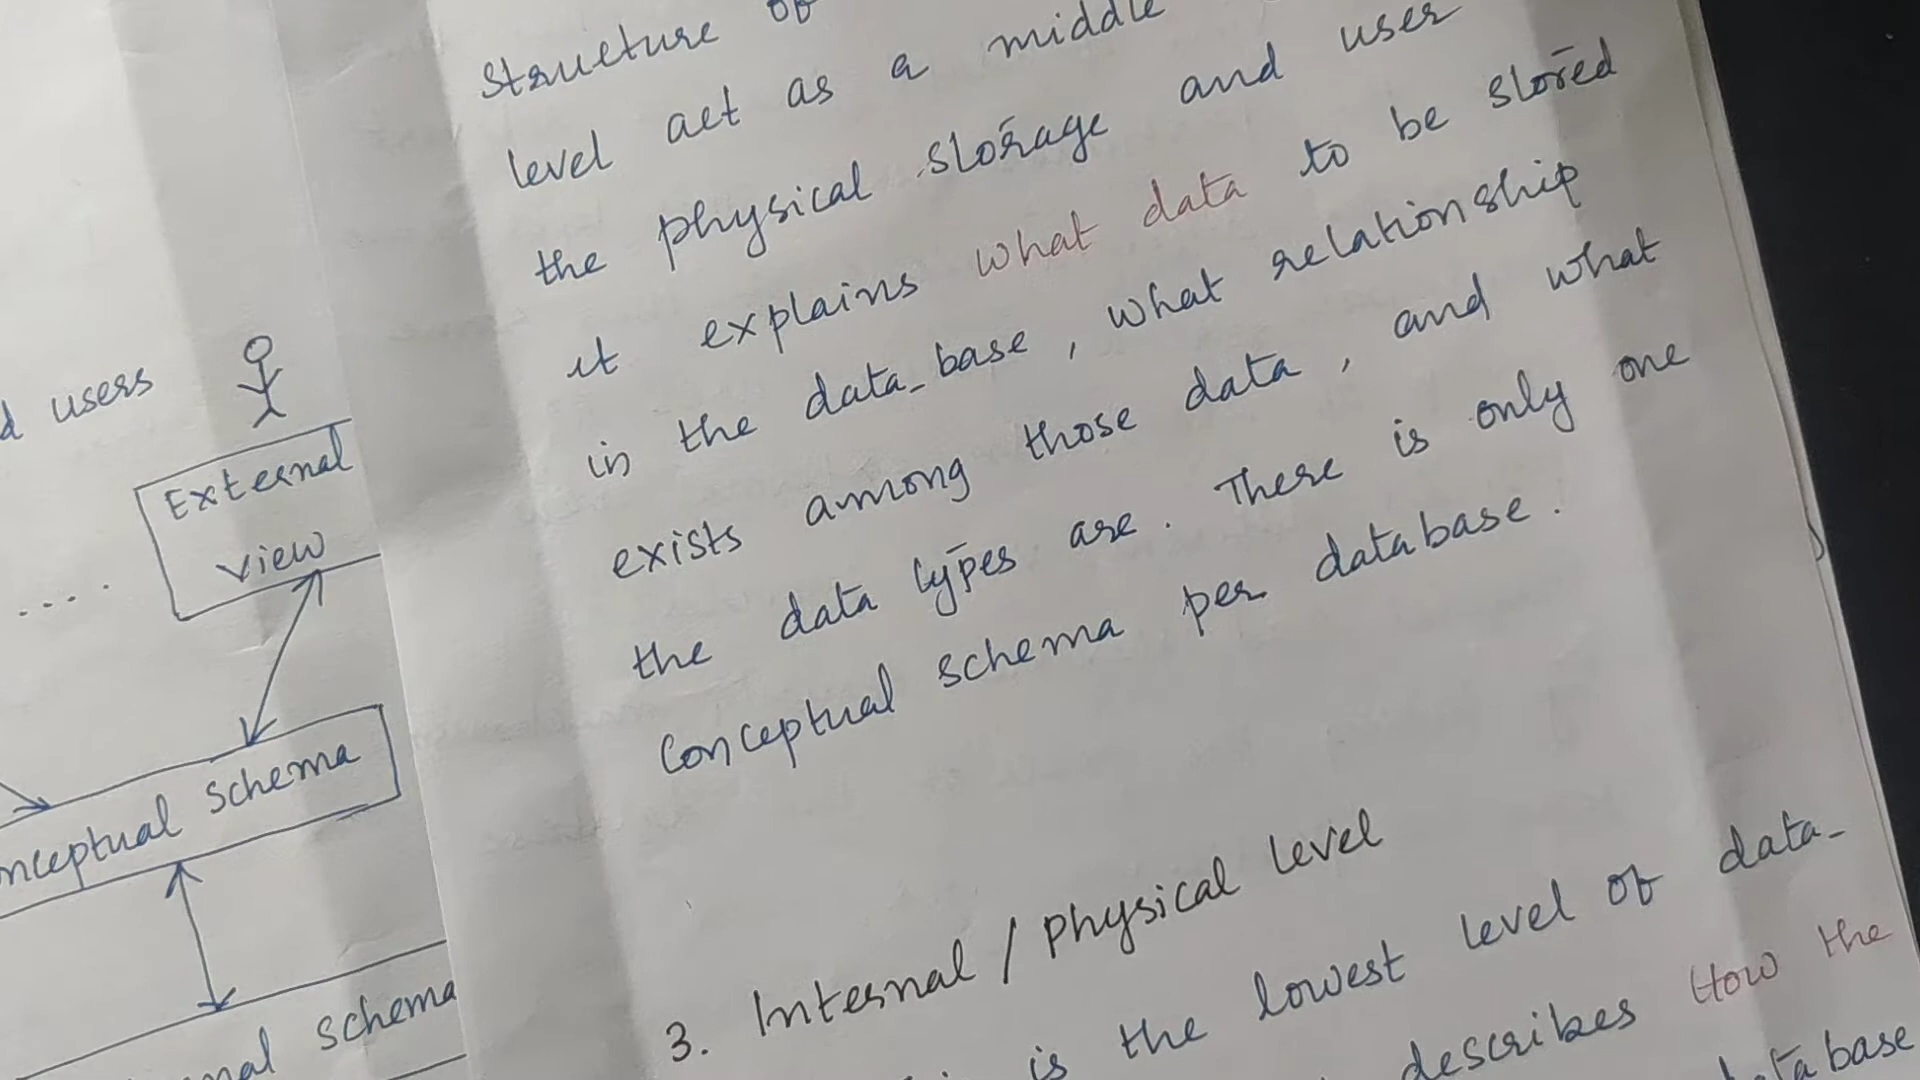 d users
External
view
....
nceptual schema
nal schema
structure of
level act as a middle
the physical storage and user
it explains what data to be stored
in the data-base, what relationship
exists among those data, and what
the data types are. There is only one
Conceptual schema per database.
3. Internal / Physical level
is the lowest level of data-
describes How the
database